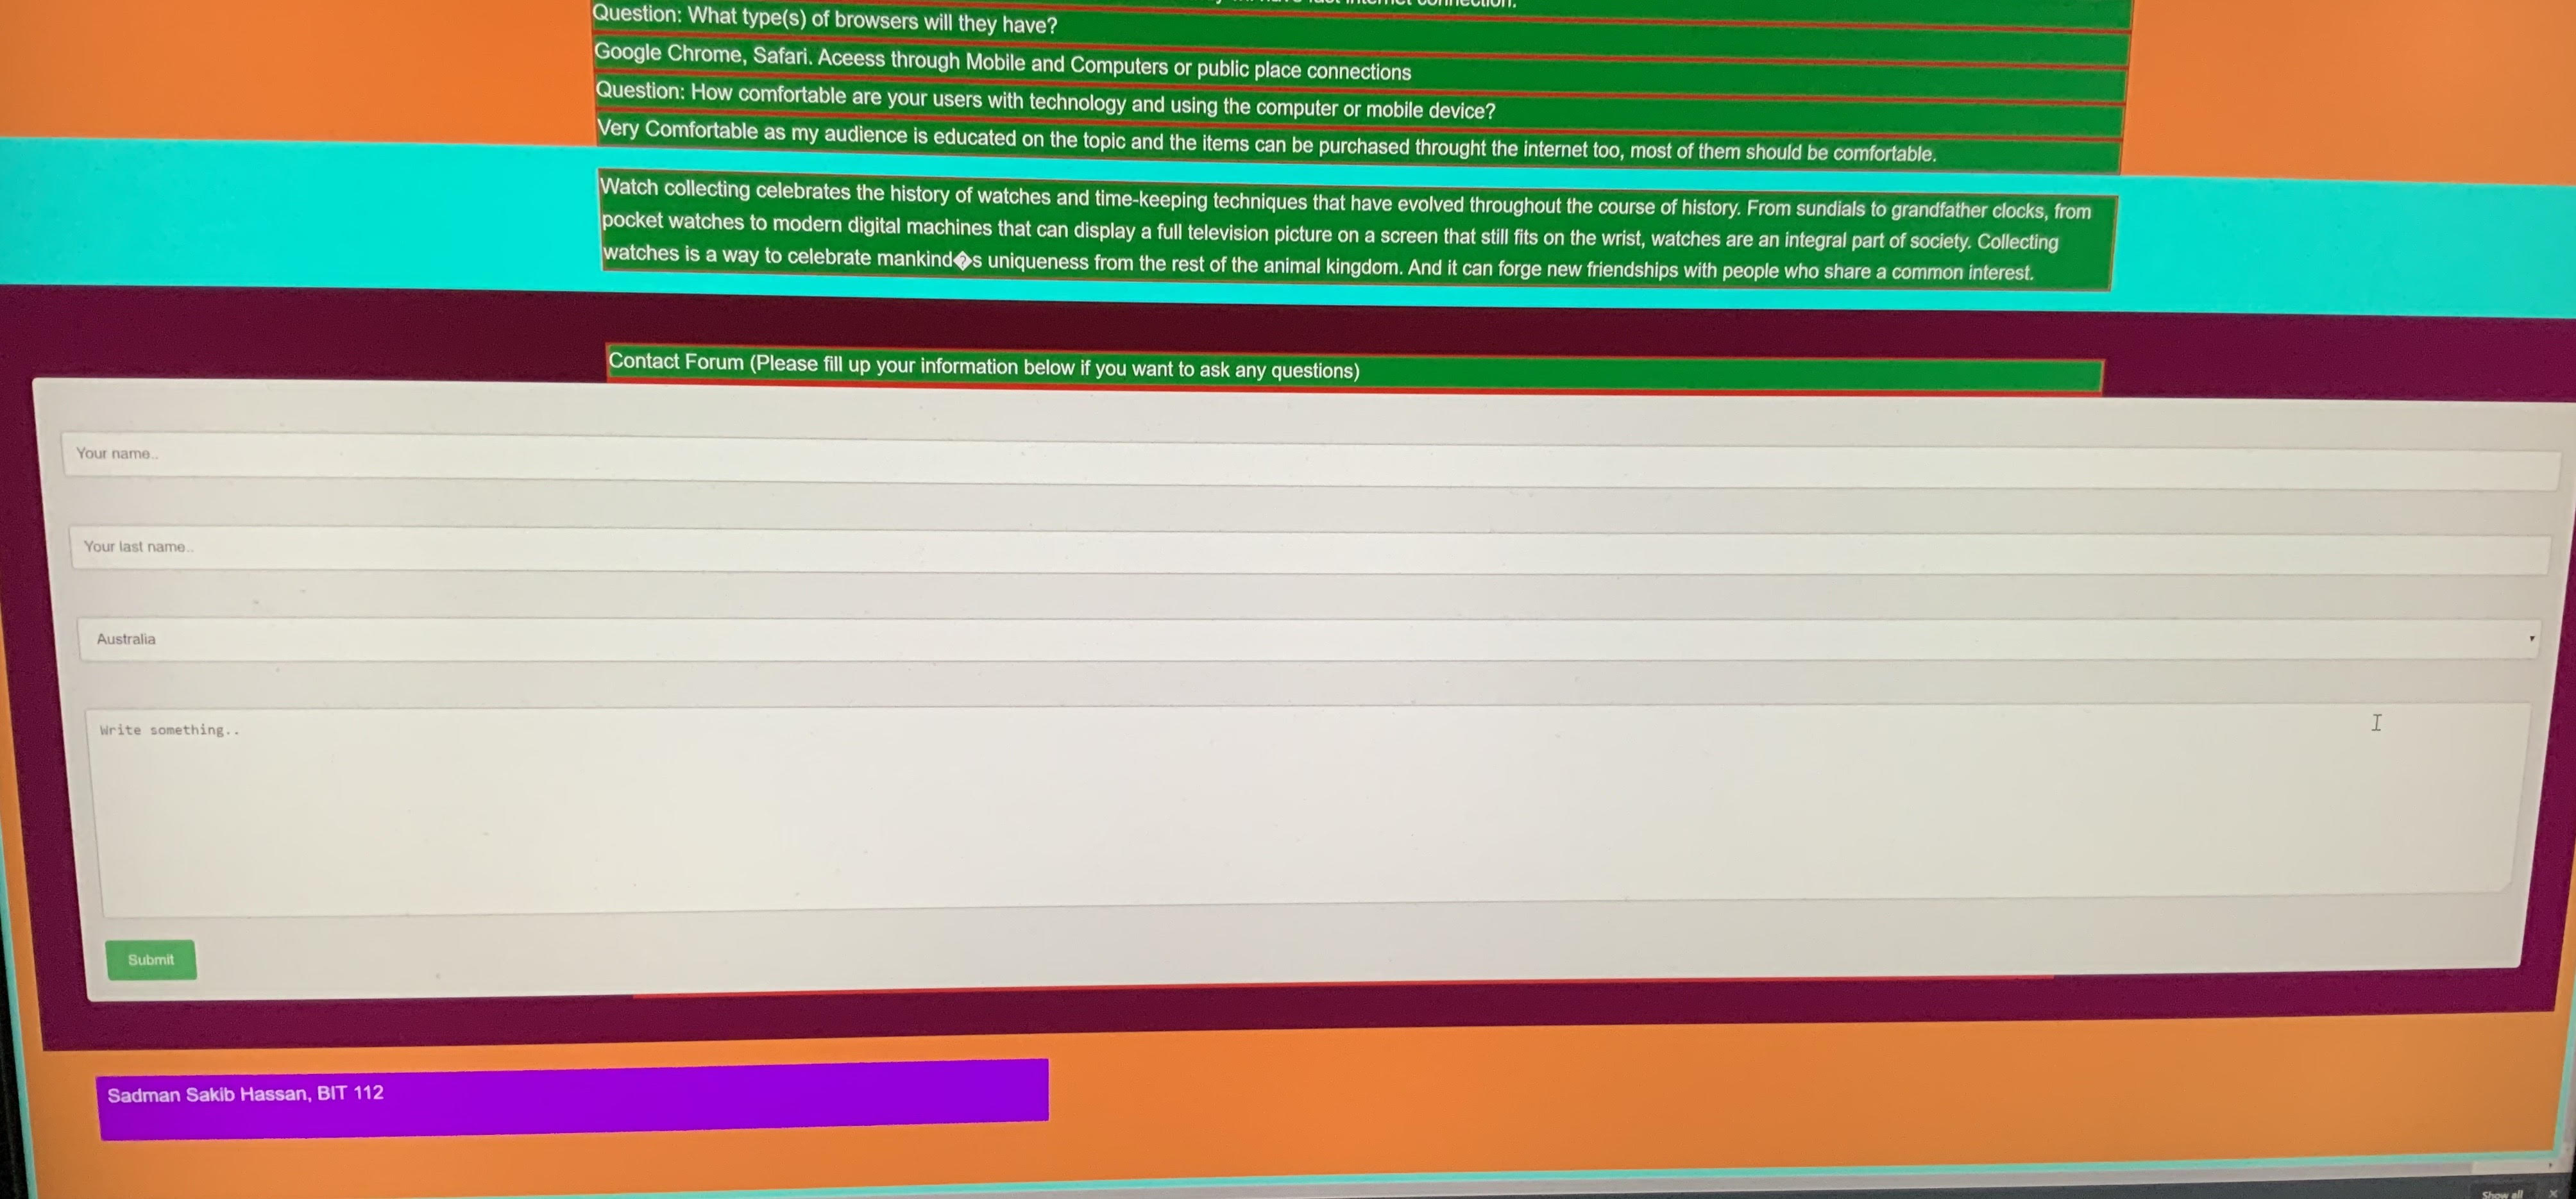 internet connection.
Question: What type(s) of browsers will they have?
Google Chrome, Safari. Aceess through Mobile and Computers or public place connections
Question: How comfortable are your users with technology and using the computer or mobile device?
Very Comfortable as my audience is educated on the topic and the items can be purchased throught the internet too, most of them should be comfortable.
Watch collecting celebrates the history of watches and time-keeping techniques that have evolved throughout the course of history. From sundials to grandfather clocks, from
pocket watches to modern digital machines that can display a full television picture on a screen that still fits on the wrist, watches are an integral part of society. Collecting
watches is a way to celebrate mankind�s uniqueness from the rest of the animal kingdom. And it can forge new friendships with people who share a common interest.
Contact Forum (Please fill up your information below if you want to ask any questions)
Your name..
Your last name..
Australia
Write something..
Submit
Sadman Sakib Hassan, BIT 112
Show all